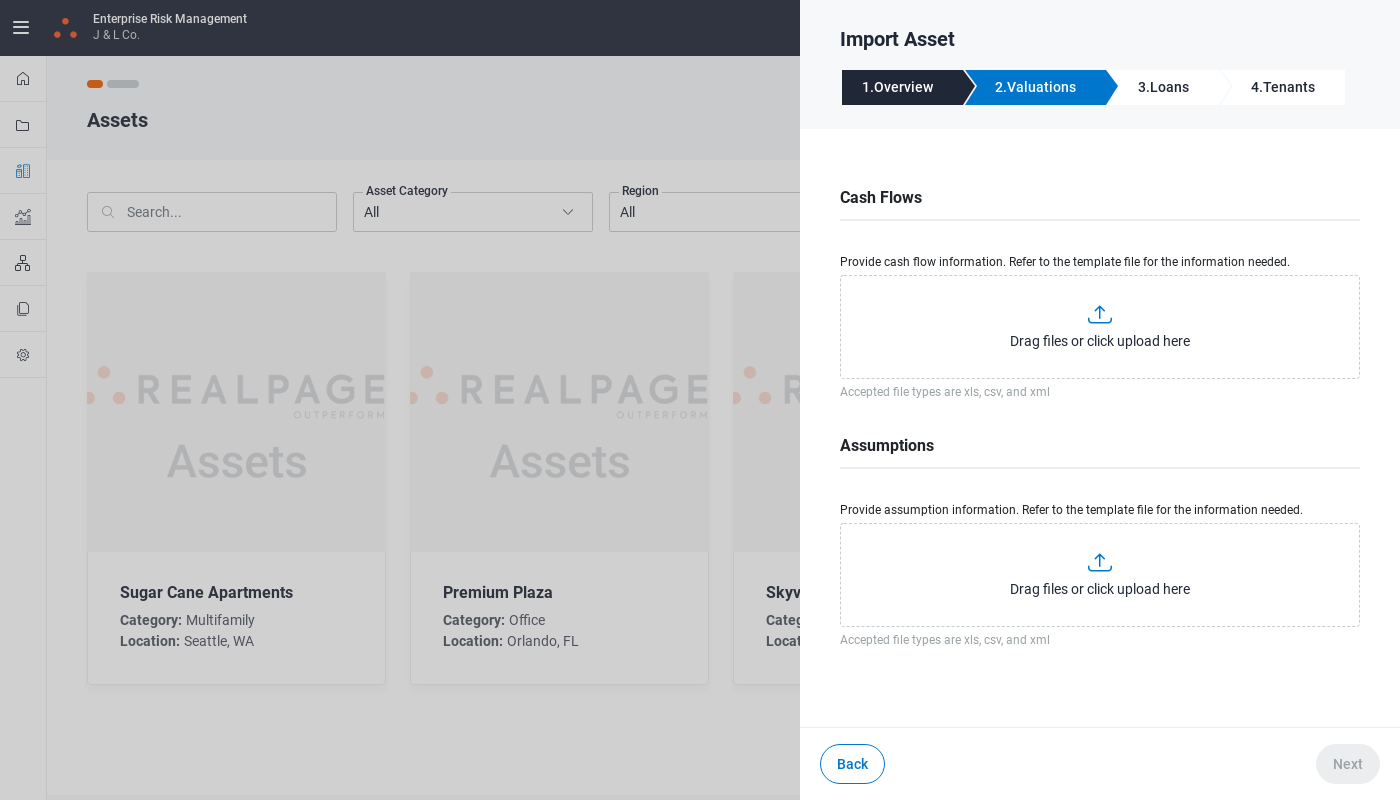 Enterprise Risk Management
J & L Co.
Assets
Search...
Asset Category
All
Region
All
REALPAGE
OUTPERFORM
Assets
REALPAGE
OUTPERFORM
Assets
Sugar Cane Apartments
Category: Multifamily
Location: Seattle, WA
Premium Plaza
Category: Office
Location: Orlando, FL
Import Asset
1.Overview
2.Valuations
3.Loans
4.Tenants
Cash Flows
Provide cash flow information. Refer to the template file for the information needed.
Drag files or click upload here
Accepted file types are xls, csv, and xml
Assumptions
Provide assumption information. Refer to the template file for the information needed.
Drag files or click upload here
Accepted file types are xls, csv, and xml
Back
Next